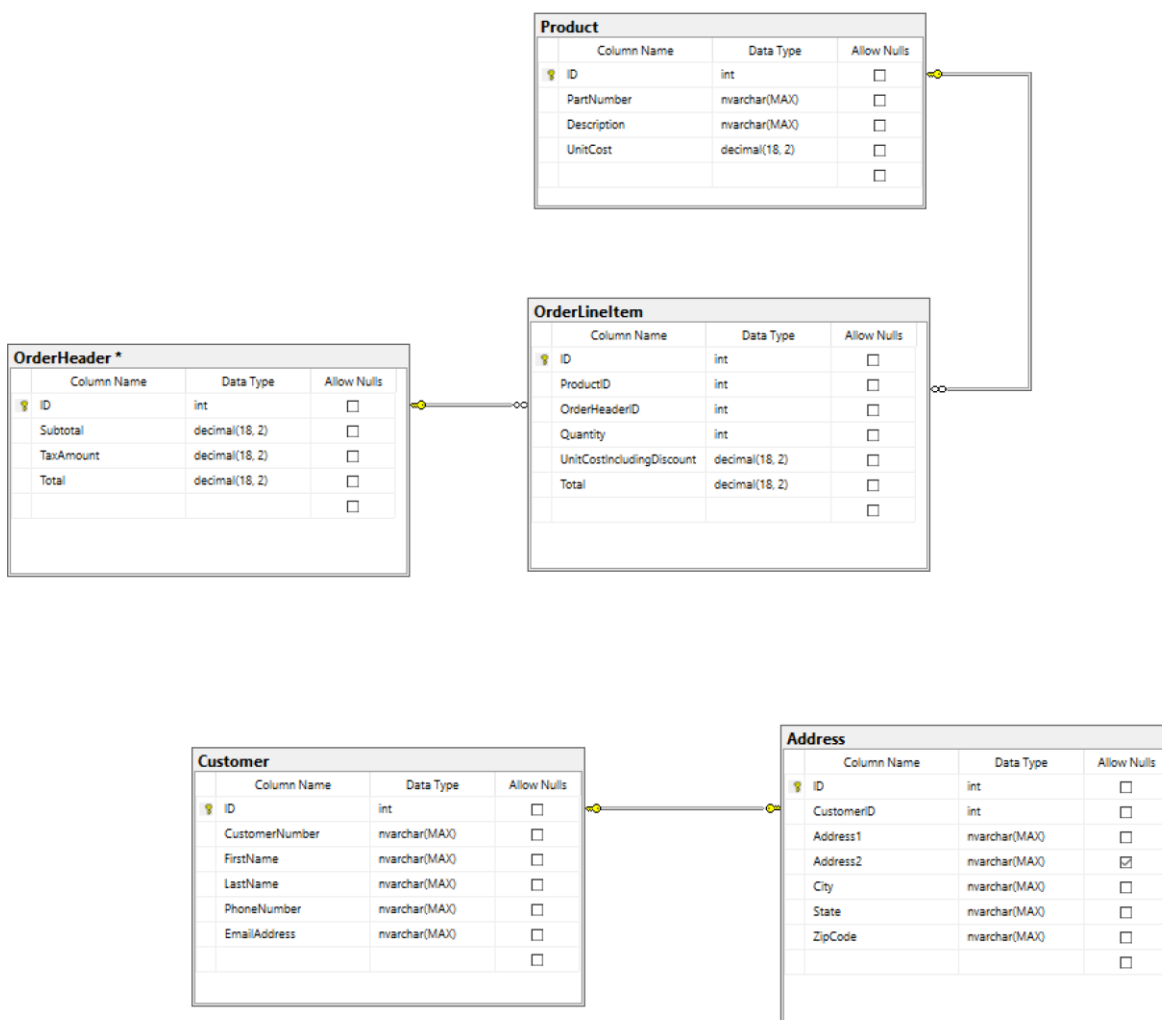 Product
Column Name Data Type Allow Nulls
ID int
PartNumber nvarchar(MAX)
Description nvarchar(MAX)
UnitCost decimal(18, 2)
OrderLineItem
Column Name Data Type Allow Nulls
ID int
ProductID int
OrderHeaderID int
Quantity int
UnitCostIncludingDiscount decimal(18, 2)
Total decimal(18, 2)
OrderHeader *
Column Name Data Type Allow Nulls
ID int
Subtotal decimal(18, 2)
TaxAmount decimal(18, 2)
Total decimal(18, 2)
Customer
Column Name Data Type Allow Nulls
ID int
CustomerNumber nvarchar(MAX)
FirstName nvarchar(MAX)
LastName nvarchar(MAX)
PhoneNumber nvarchar(MAX)
EmailAddress nvarchar(MAX)
Address
Column Name Data Type Allow Nulls
ID int
CustomerID int
Address1 nvarchar(MAX)
Address2 nvarchar(MAX)
City nvarchar(MAX)
State nvarchar(MAX)
ZipCode nvarchar(MAX)